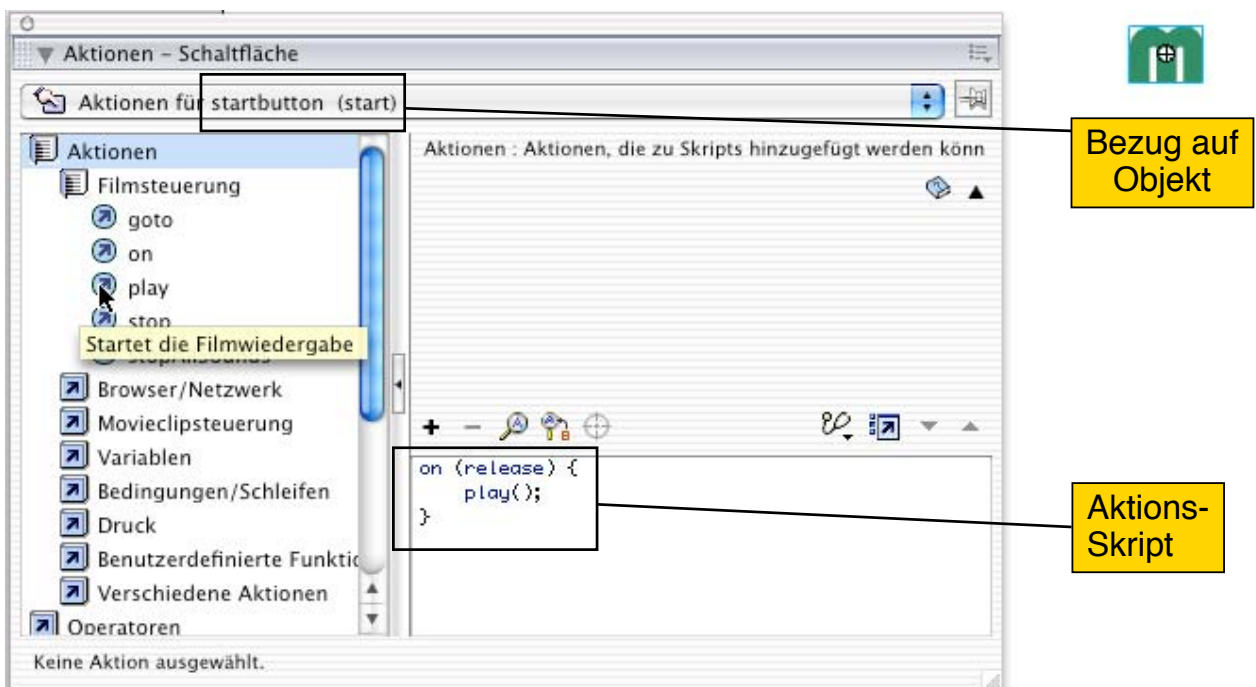 Aktionen – Schaltfläche
Aktionen für startbutton (start)
Bezug auf
Objekt
Aktionen
Filmsteuerung
goto
on
play
stop
Startet die Filmwiedergabe
Browser/Netzwerk
Movieclipsteuerung
Variablen
Bedingungen/Schleifen
Druck
Benutzerdefinierte Funktic
Verschiedene Aktionen
Operatoren
Aktionen : Aktionen, die zu Skripts hinzugefügt werden könn
on (release) {
play();
}
Aktions-
Skript
Keine Aktion ausgewählt.